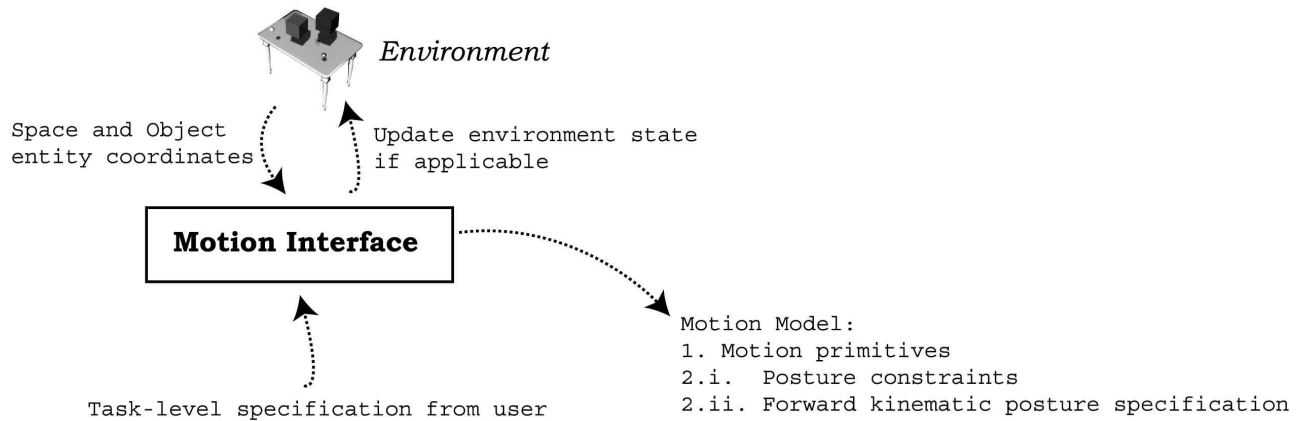 Environment
Space and Object
entity coordinates
Update environment state
if applicable
Motion Interface
Motion Model:
1. Motion primitives
2.i. Posture constraints
2.ii. Forward kinematic posture specification
Task-level specification from user